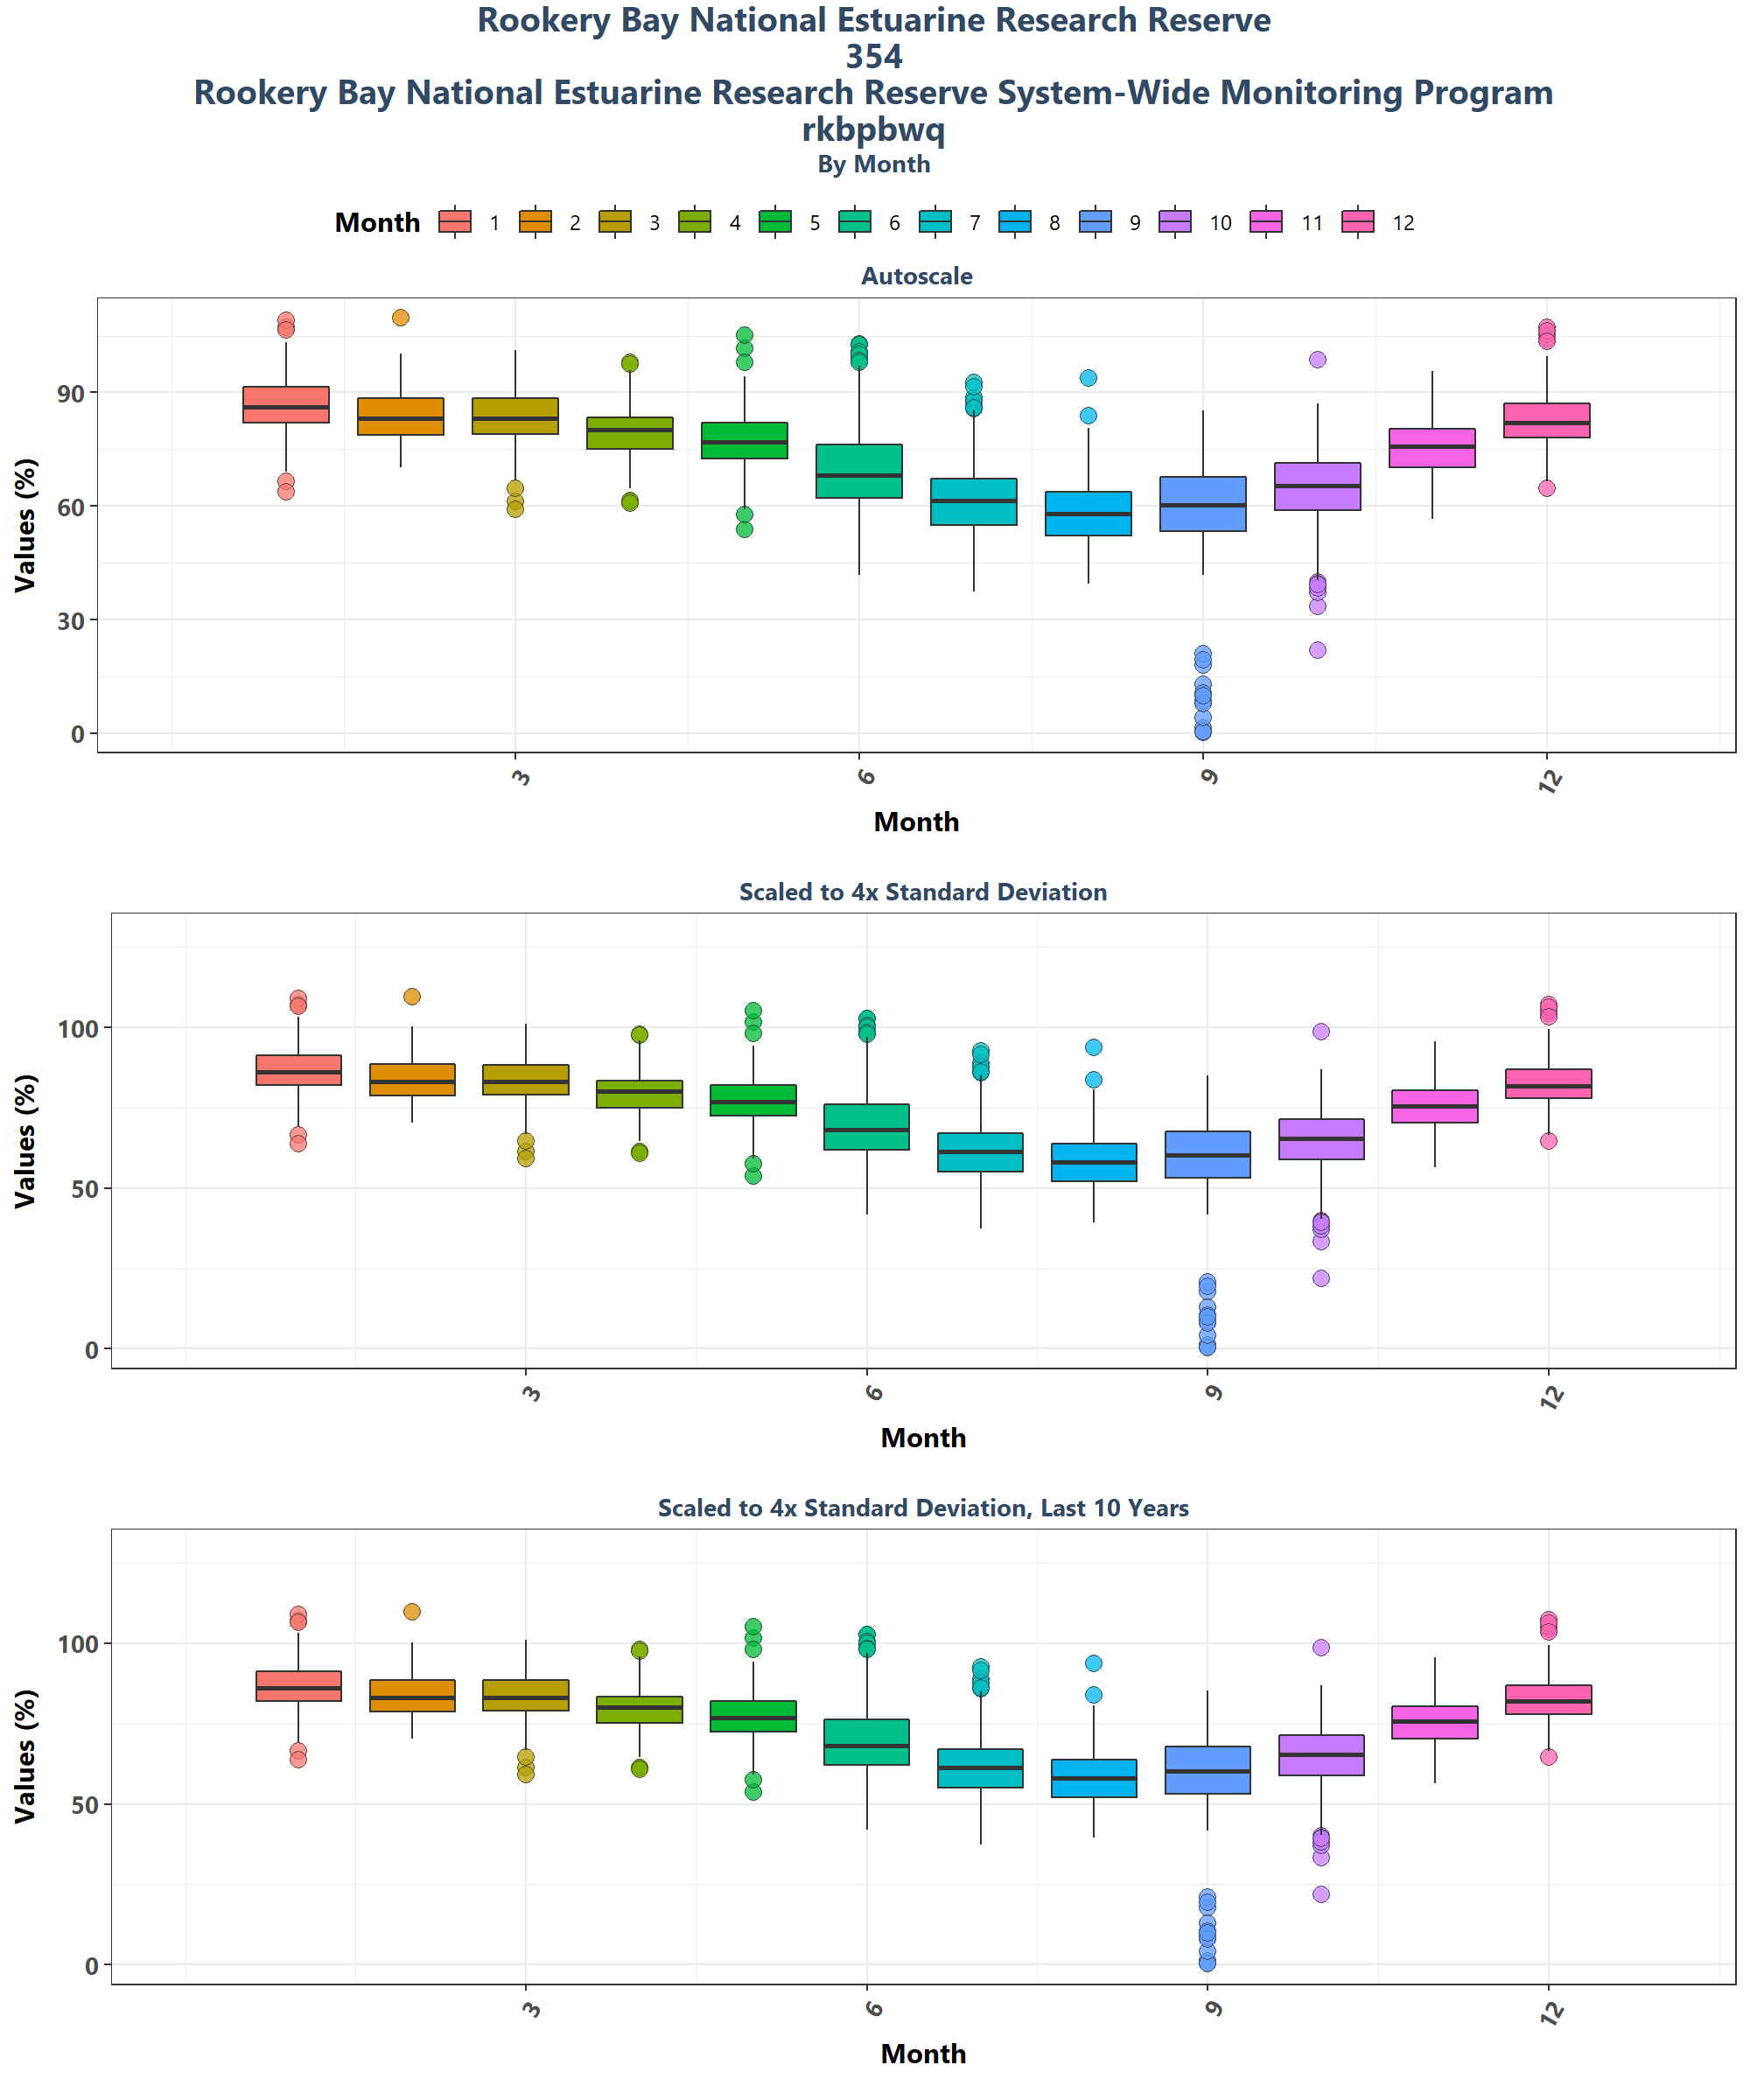 Rookery Bay National Estuarine Research Reserve
354
Rookery Bay National Estuarine Research Reserve System-Wide Monitoring Program
rkbpbwq
By Month
Month 1 2 3 4 5 6 7 8 9 10 11 12
Autoscale
Values (%)
90
60
30
0
3 6 9 12
Month
Scaled to 4x Standard Deviation
Values (%)
100
50
0
3 6 9 12
Month
Scaled to 4x Standard Deviation, Last 10 Years
Values (%)
100
50
0
3 6 9 12
Month